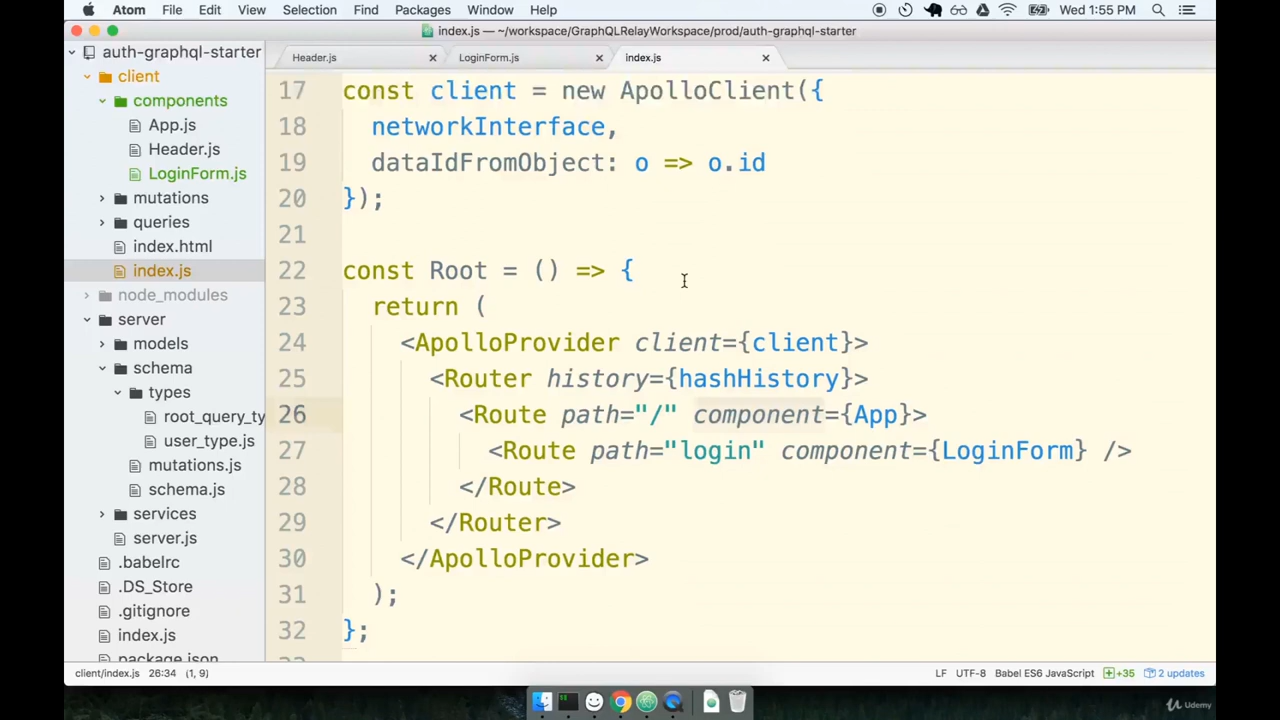 Atom File Edit View Selection Find Packages Window Help Wed 1:55 PM
index.js — ~/workspace/GraphQLRelayWorkspace/prod/auth-graphql-starter
auth-graphql-starter
client
components
App.js
Header.js
LoginForm.js
mutations
queries
index.html
index.js
node_modules
server
models
schema
types
root_query_ty
user_type.js
mutations.js
schema.js
services
server.js
.babelrc
.DS_Store
.gitignore
index.js
package.json
Header.js LoginForm.js index.js
17 const client = new ApolloClient({
18 networkInterface,
19 dataIdFromObject: o => o.id
20 });
21
22 const Root = () => {
23 return (
24 <ApolloProvider client={client}>
25 <Router history={hashHistory}>
26 <Route path="/" component={App}>
27 <Route path="login" component={LoginForm} />
28 </Route>
29 </Router>
30 </ApolloProvider>
31 );
32 };
client/index.js 26:34 (1, 9) LF UTF-8 Babel ES6 JavaScript +35 2 updates
Udemy